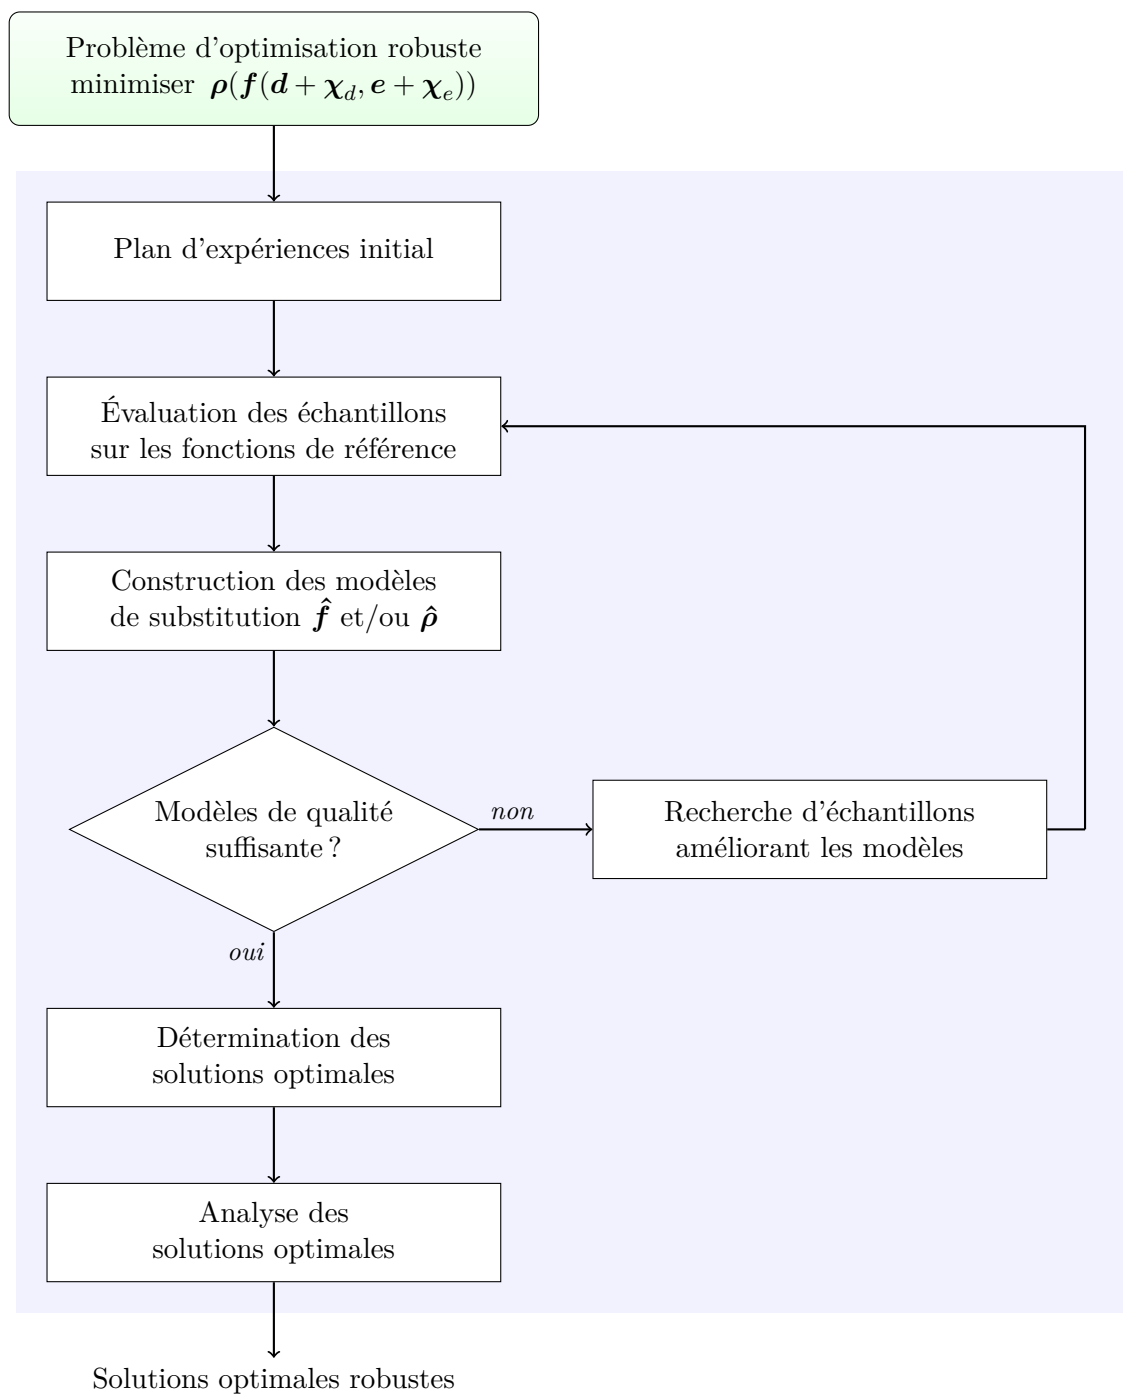 Problème d'optimisation robuste
minimiser ρ(f(d + χ_d, e + χ_e))
Plan d'expériences initial
Évaluation des échantillons
sur les fonctions de référence
Construction des modèles
de substitution f̂ et/ou ρ̂
Modèles de qualité
suffisante ?
non
Recherche d'échantillons
améliorant les modèles
oui
Détermination des
solutions optimales
Analyse des
solutions optimales
Solutions optimales robustes